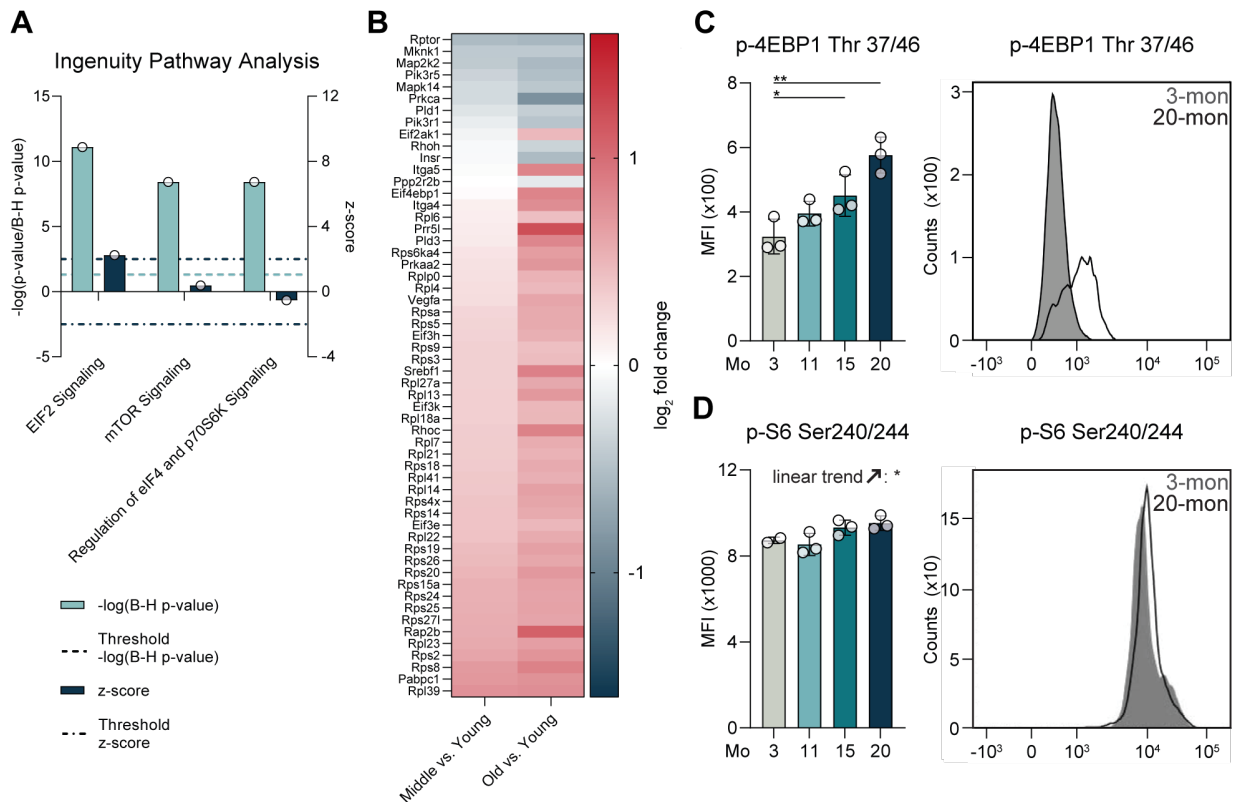 A
Ingenuity Pathway Analysis
-log(p-value/B-H p-value)
15
10
5
0
-5
12
8
4
0
-4
z-score
EIF2 Signaling
mTOR Signaling
Regulation of eIF4 and p70S6K Signaling
-log(B-H p-value)
Threshold
-log(B-H p-value)
z-score
Threshold
z-score
B
Rptor
Mknk1
Map2k2
Pik3r5
Mapk14
Prkca
Pld1
Pik3r1
Eif2ak1
Rhoh
Insr
Itga5
Ppp2r2b
Eif4ebp1
Itga4
Rpl6
Prr5l
Pld3
Rps6ka4
Prkaa2
Rplp0
Rpl4
Vegfa
Rpsa
Rps5
Eif3h
Rps9
Rps3
Srebf1
Rpl27a
Rpl13
Eif3k
Rpl18a
Rhoc
Rpl7
Rpl21
Rps18
Rpl41
Rpl14
Rps4x
Rps14
Eif3e
Rpl22
Rps19
Rps26
Rps20
Rps15a
Rps24
Rps25
Rps27l
Rap2b
Rpl23
Rps2
Rps8
Pabpc1
Rpl39
Middle vs. Young
Old vs. Young
1
0
-1
log2 fold change
C
p-4EBP1 Thr 37/46
MFI (x100)
8
6
4
2
0
**
*
Mo 3 11 15 20
p-4EBP1 Thr 37/46
3-mon
20-mon
Counts (x100)
3
2
1
0
-10³ 0 10³ 10⁴ 10⁵
D
p-S6 Ser240/244
linear trend ↗: *
MFI (x1000)
12
9
6
3
0
Mo 3 11 15 20
p-S6 Ser240/244
3-mon
20-mon
Counts (x10)
15
10
5
0
-10³ 0 10³ 10⁴ 10⁵